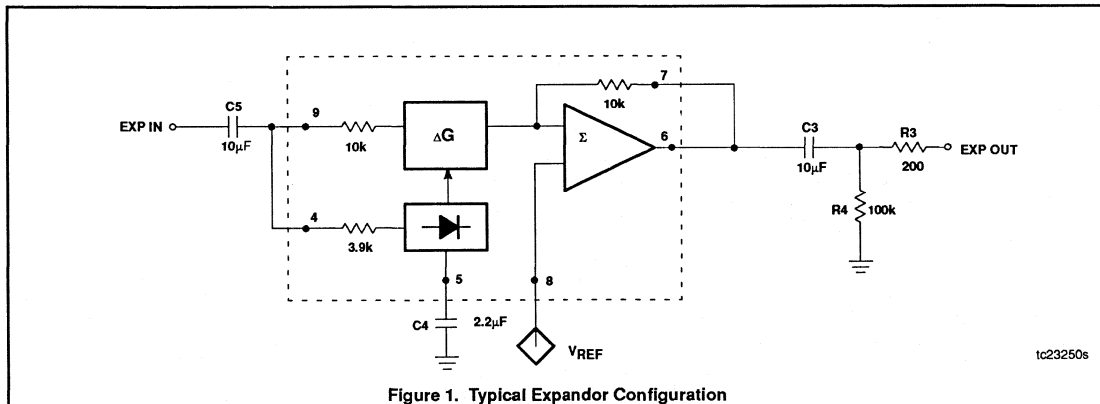 7
10k
C5
9
6
C3
R3
EXP IN
10µF
10k
ΔG
Σ
10µF
200
EXP OUT
4
R4
100k
3.9k
5
8
C4
2.2µF
VREF
tc23250s
Figure 1. Typical Expandor Configuration